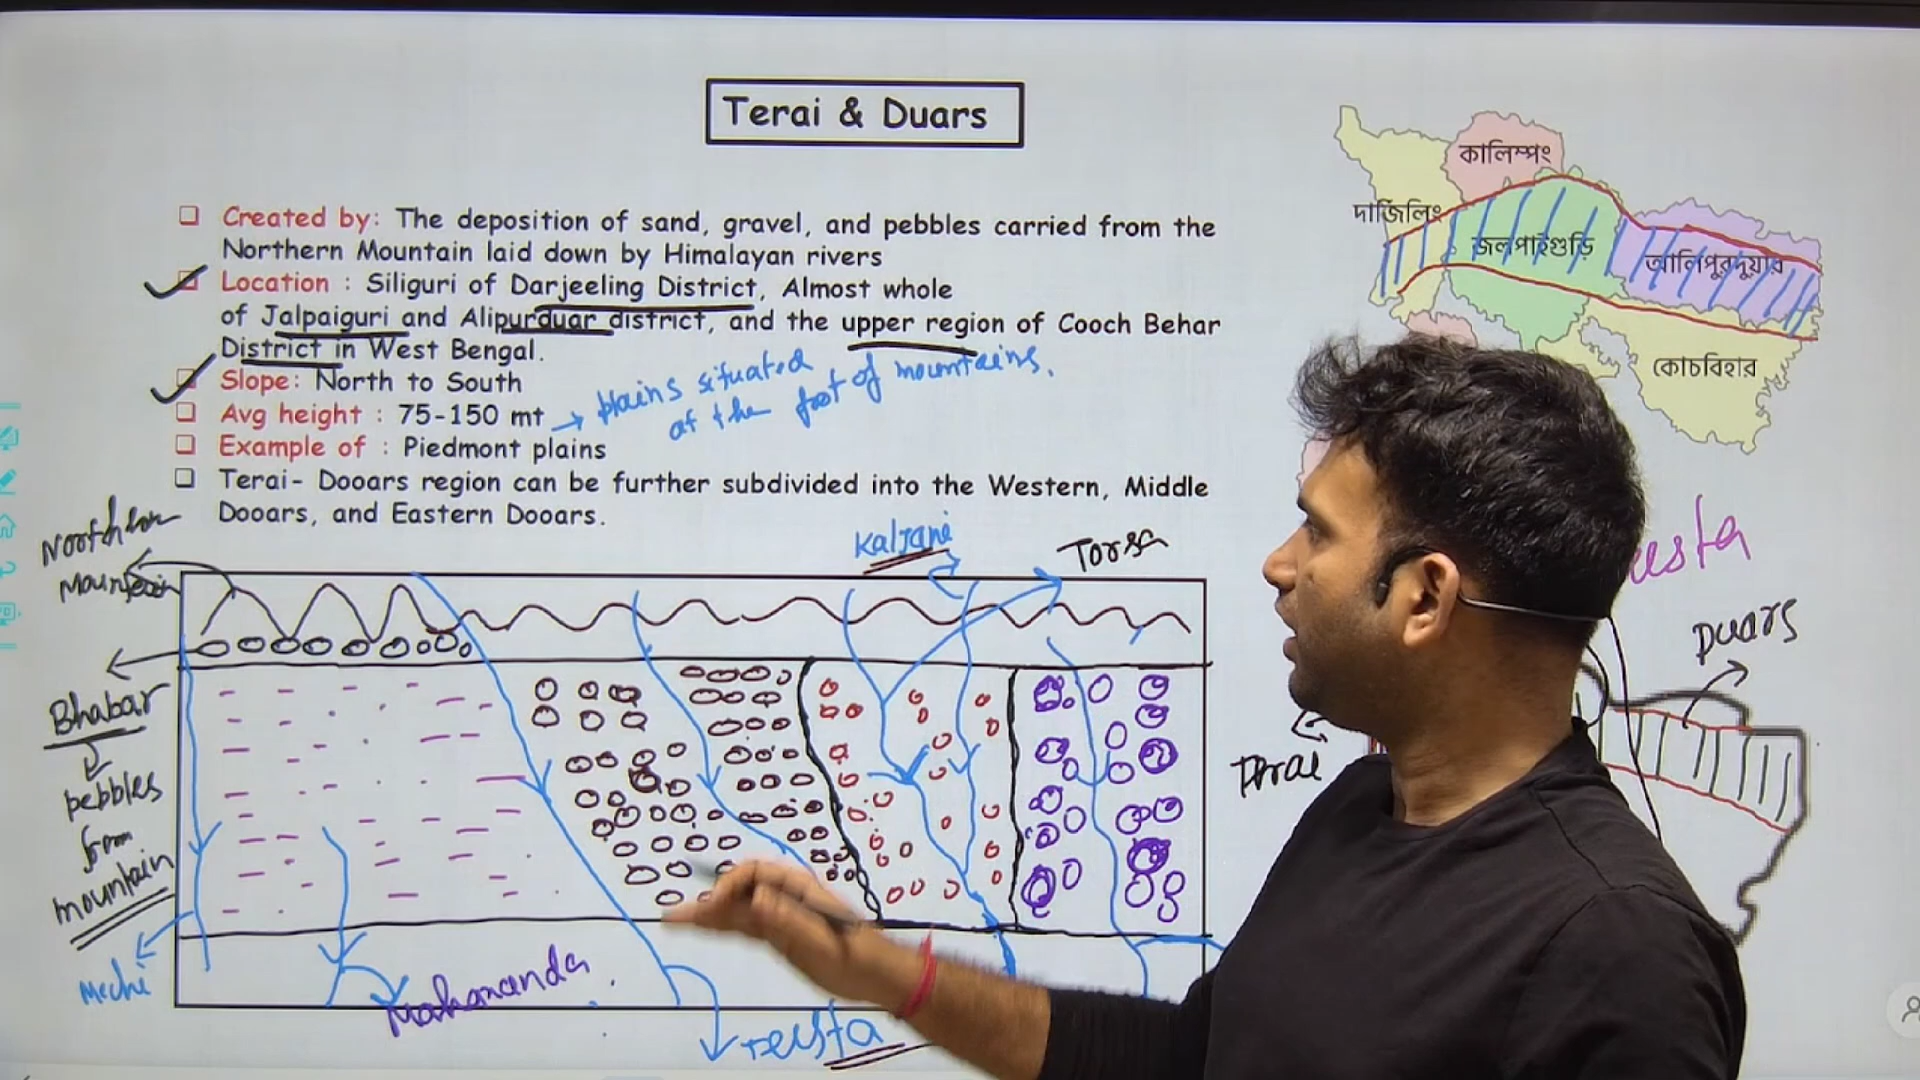 Terai & Duars
Created by: The deposition of sand, gravel, and pebbles carried from the
Northern Mountain laid down by Himalayan rivers
Location : Siliguri of Darjeeling District, Almost whole
of Jalpaiguri and Alipurduar district, and the upper region of Cooch Behar
District in West Bengal.
Slope: North to South
Avg height : 75-150 mt
→ plains situated
at the foot of mountains.
Example of : Piedmont plains
Terai- Dooars region can be further subdivided into the Western, Middle
Dooars, and Eastern Dooars.
কালিম্পং
দার্জিলিং
জলপাইগুড়ি
আলিপুরদুয়ার
কোচবিহার
Mountain
Torsa
Bhabar
pebbles
from
mountain
Mechi
Mahananda
Teesta
Duars